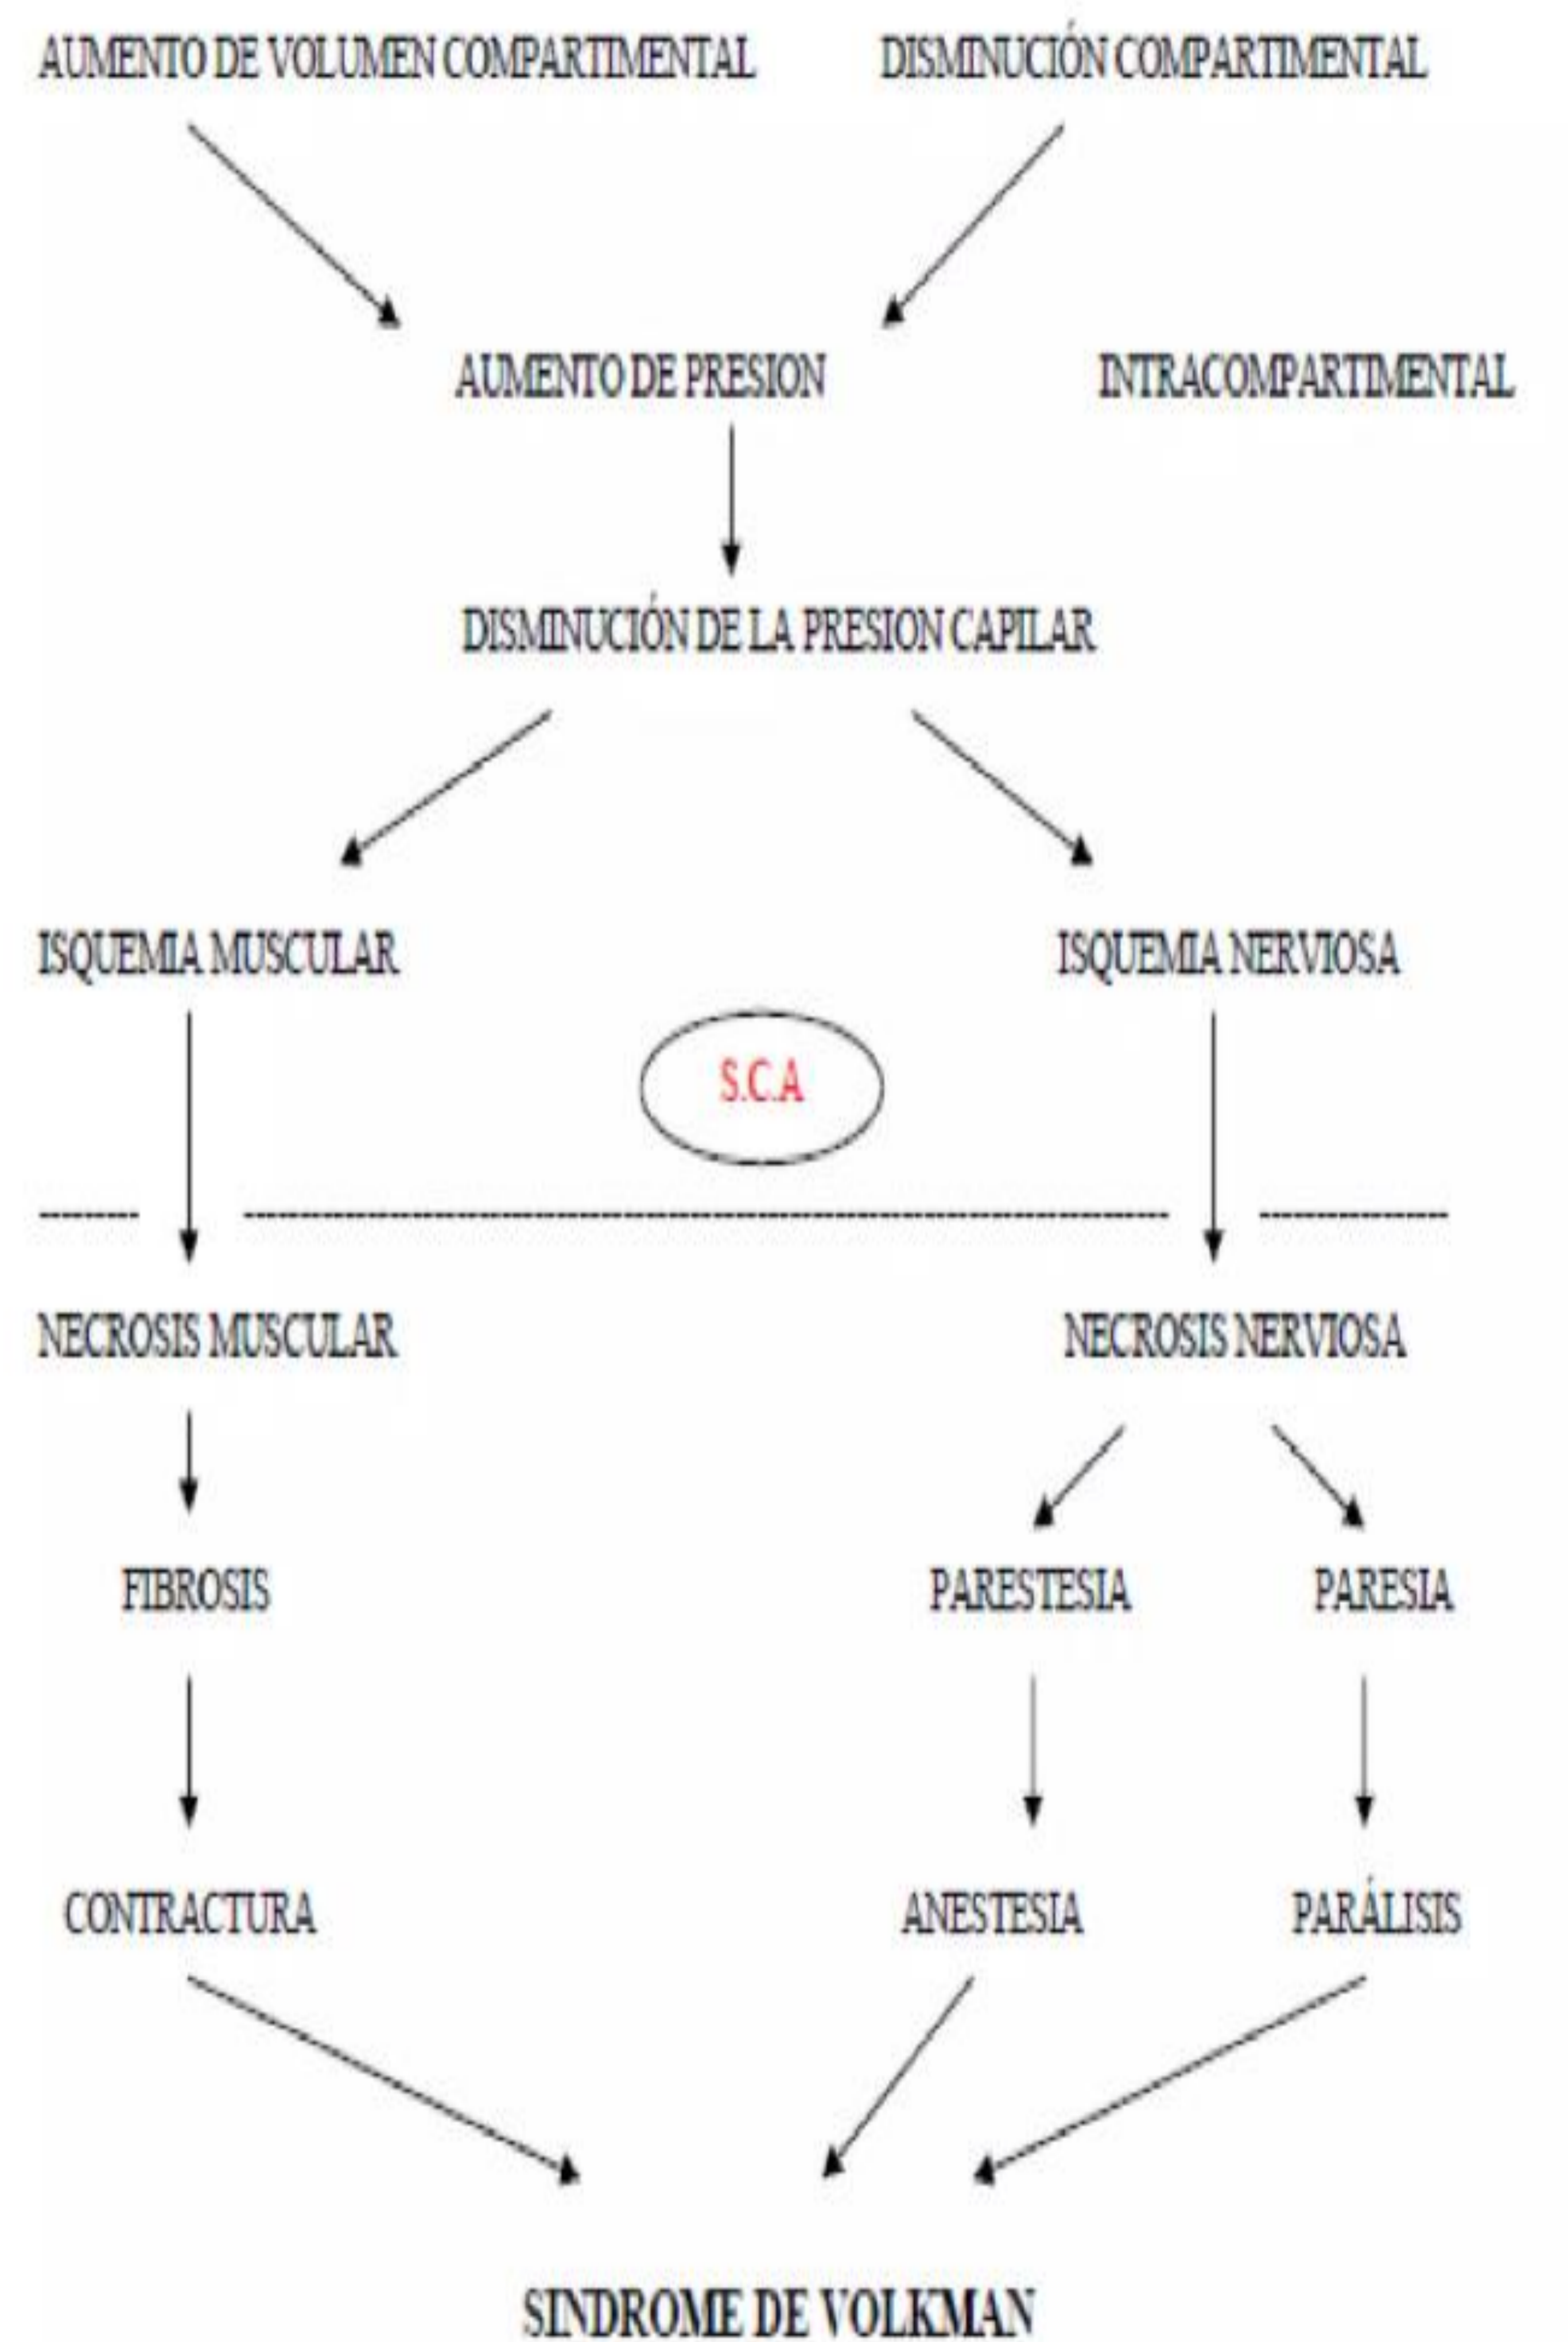 AUMENTO DE VOLUMEN COMPARTIMENTAL DISMINUCIÓN COMPARTIMENTAL
AUMENTO DE PRESION INTRACOMPARTIMENTAL
DISMINUCIÓN DE LA PRESION CAPILAR
ISQUEMIA MUSCULAR ISQUEMIA NERVIOSA
S.C.A
NECROSIS MUSCULAR NECROSIS NERVIOSA
FIBROSIS PARESTESIA PARESIA
CONTRACTURA ANESTESIA PARÁLISIS
SINDROME DE VOLKMAN